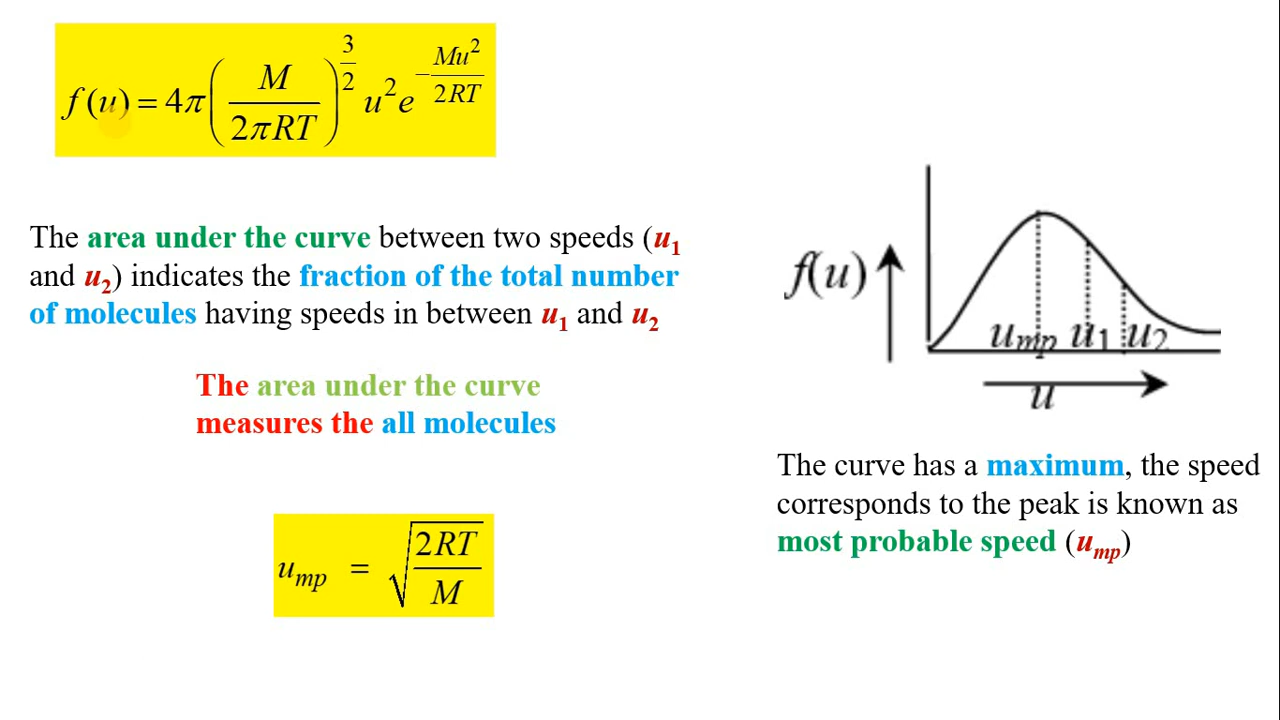 f(u) = 4π(M/2πRT)^(3/2) u²e^(-Mu²/2RT)
The area under the curve between two speeds (u₁
and u₂) indicates the fraction of the total number
of molecules having speeds in between u₁ and u₂
The area under the curve
measures the all molecules
u_mp = √(2RT/M)
f(u)
u_mp u₁ u₂
u
The curve has a maximum, the speed
corresponds to the peak is known as
most probable speed (u_mp)